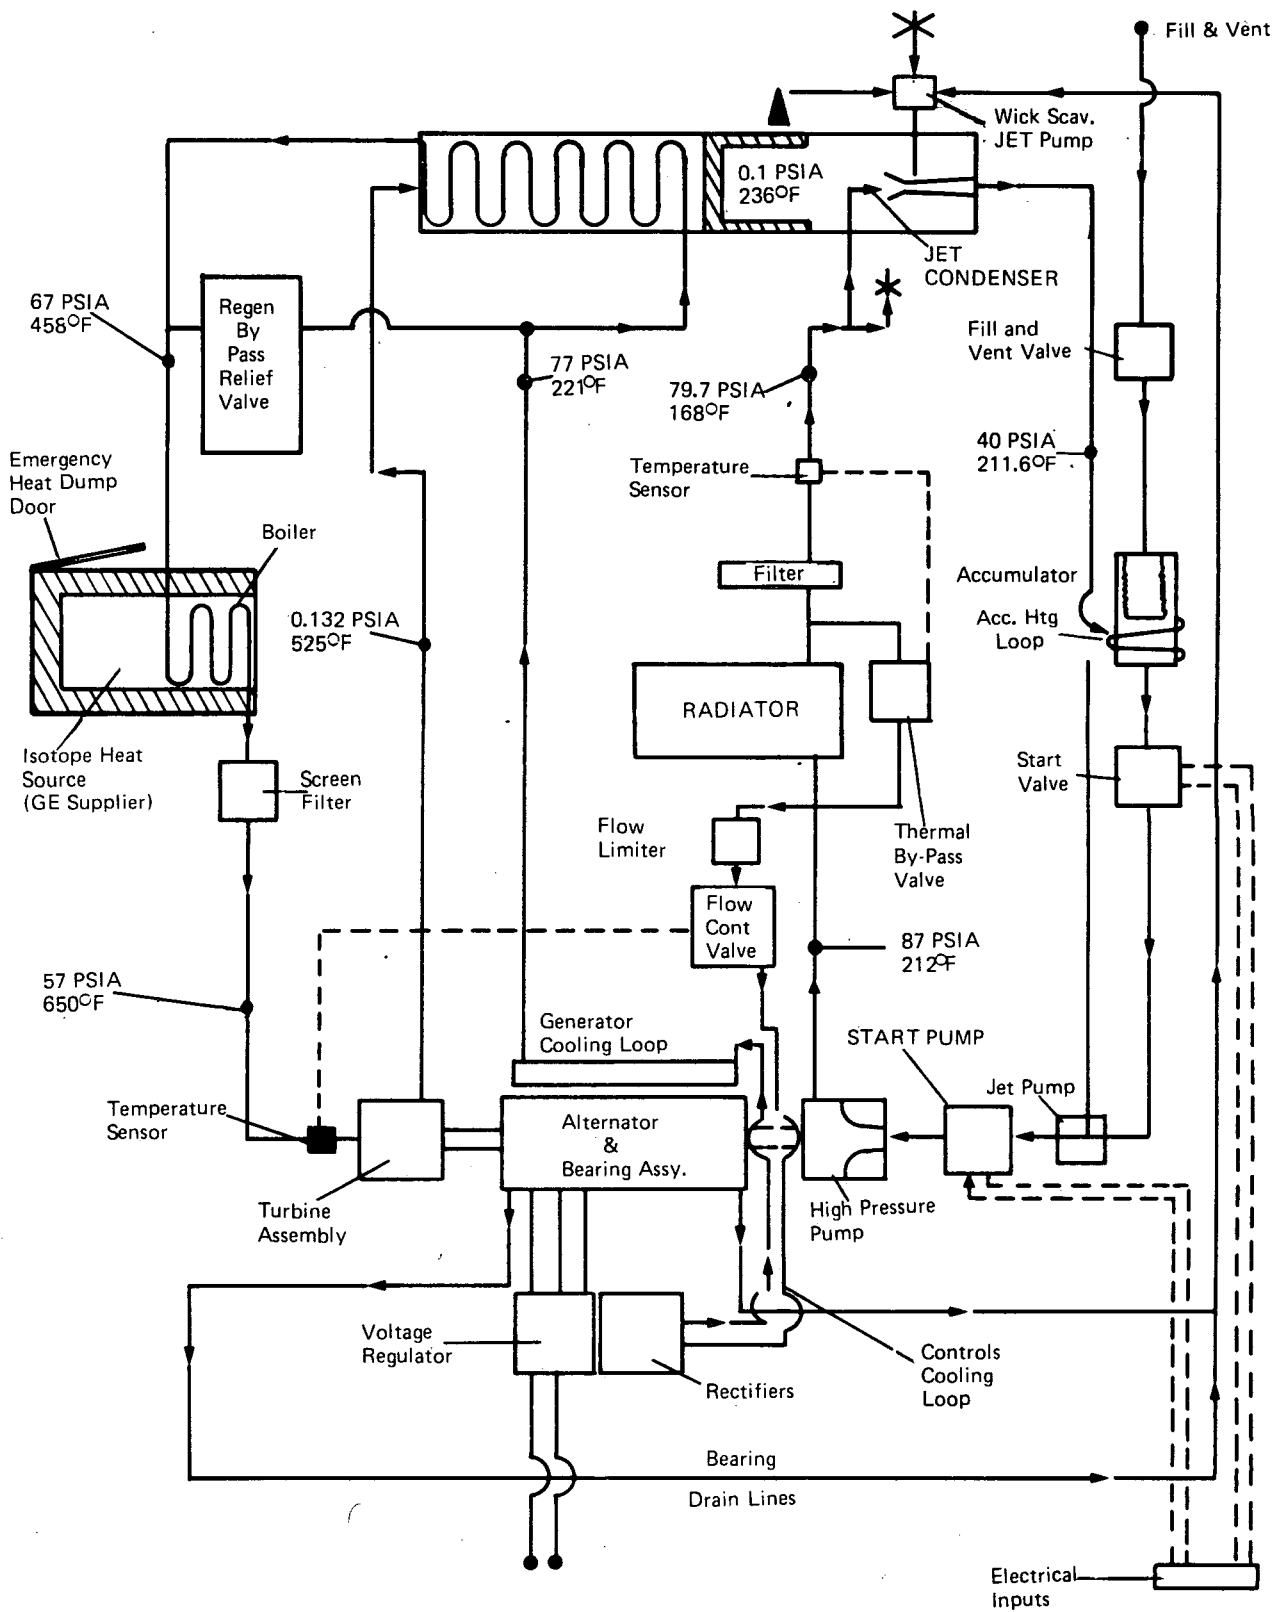 Fill & Vent
Wick Scav.
JET Pump
0.1 PSIA
236°F
JET
CONDENSER
67 PSIA
458°F
Regen
By
Pass
Relief
Valve
Fill and
Vent Valve
77 PSIA
221°F
79.7 PSIA
168°F
40 PSIA
211.6°F
Emergency
Heat Dump
Door
Temperature
Sensor
Boiler
Filter
Accumulator
0.132 PSIA
525°F
Acc. Htg
Loop
RADIATOR
Isotope Heat
Source
(GE Supplier)
Screen
Filter
Start
Valve
Flow
Limiter
Thermal
By-Pass
Valve
Flow
Cont
Valve
87 PSIA
212°F
57 PSIA
650°F
Generator
Cooling Loop
START PUMP
Jet Pump
Temperature
Sensor
Alternator
&
Bearing Assy.
Turbine
Assembly
High Pressure
Pump
Voltage
Regulator
Rectifiers
Controls
Cooling
Loop
Bearing
Drain Lines
Electrical
Inputs